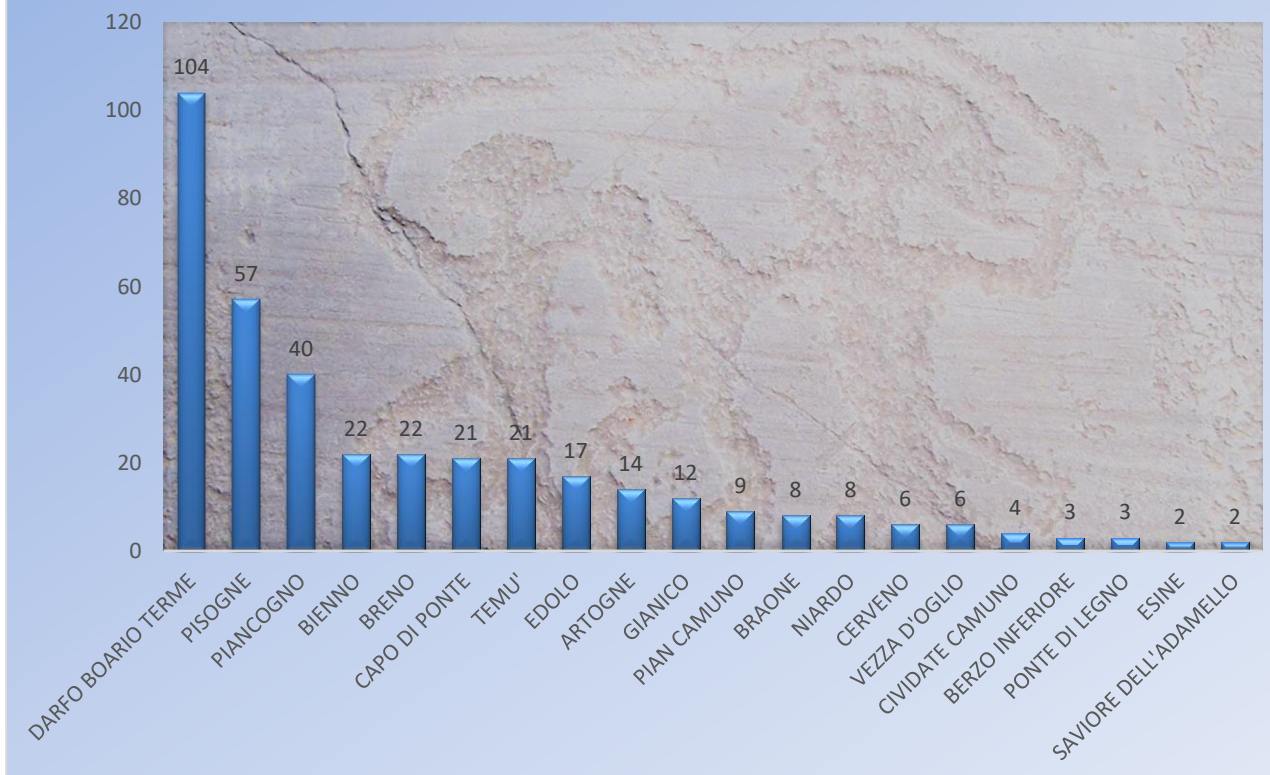 120
100
80
60
40
20
0
104
57
40
22
22
21
21
17
14
12
9
8
8
6
6
4
3
3
2
2
DARFO BOARIO TERME
PISOGNE
PIANCOGNO
BIENNO
BRENO
CAPO DI PONTE
TEMU'
EDOLO
ARTOGNE
GIANICO
PIAN CAMUNO
BRAONE
NIARDO
CERVENO
VEZZA D'OGLIO
CIVIDATE CAMUNO
BERZO INFERIORE
PONTE DI LEGNO
ESINE
SAVIORE DELL'ADAMELLO